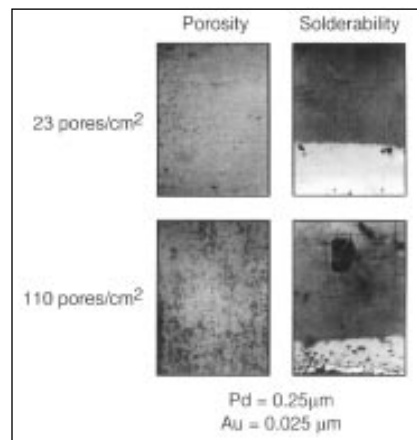 Porosity Solderability
23 pores/cm²
110 pores/cm²
Pd = 0.25µm
Au = 0.025 µm